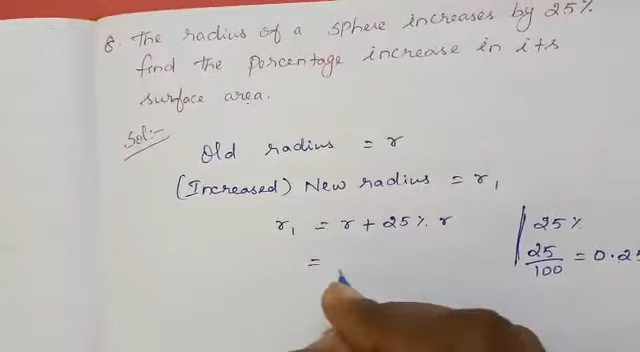 8. The radius of a sphere increases by 25%
find the percentage increase in its
surface area.
Sol:-
Old radius = r
(Increased) New radius = r₁
r₁ = r + 25% r
=
25%
25/100 = 0.25